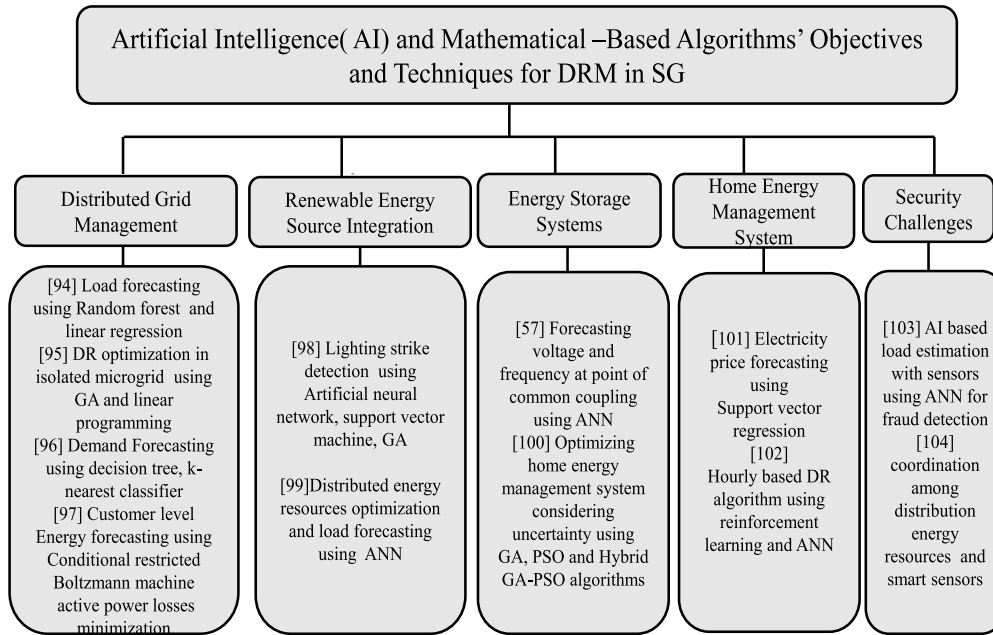 Artificial Intelligence( AI) and Mathematical –Based Algorithms’ Objectives
and Techniques for DRM in SG
Distributed Grid
Management
Renewable Energy
Source Integration
Energy Storage
Systems
Home Energy
Management
System
Security
Challenges
[94] Load forecasting
using Random forest and
linear regression
[95] DR optimization in
isolated microgrid using
GA and linear
programming
[96] Demand Forecasting
using decision tree, k-
nearest classifier
[97] Customer level
Energy forecasting using
Conditional restricted
Boltzmann machine
active power losses
minimization
[98] Lighting strike
detection using
Artificial neural
network, support vector
machine, GA
[99]Distributed energy
resources optimization
and load forecasting
using ANN
[57] Forecasting
voltage and
frequency at point of
common coupling
using ANN
[100] Optimizing
home energy
management system
considering
uncertainty using
GA, PSO and Hybrid
GA-PSO algorithms
[101] Electricity
price forecasting
using
Support vector
regression
[102]
Hourly based DR
algorithm using
reinforcement
learning and ANN
[103] AI based
load estimation
with sensors
using ANN for
fraud detection
[104]
coordination
among
distribution
energy
resources and
smart sensors